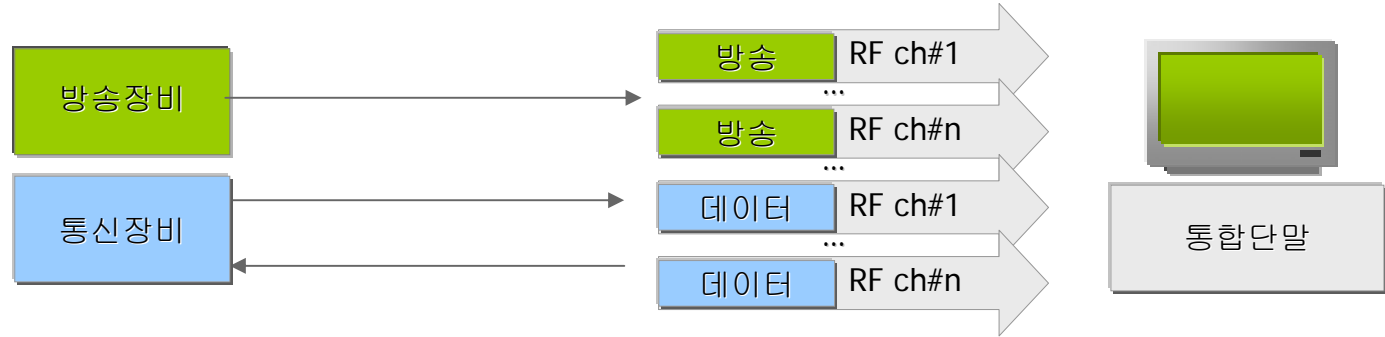 방송장비
통신장비
방송 RF ch#1
...
방송 RF ch#n
...
데이터 RF ch#1
...
데이터 RF ch#n
통합단말